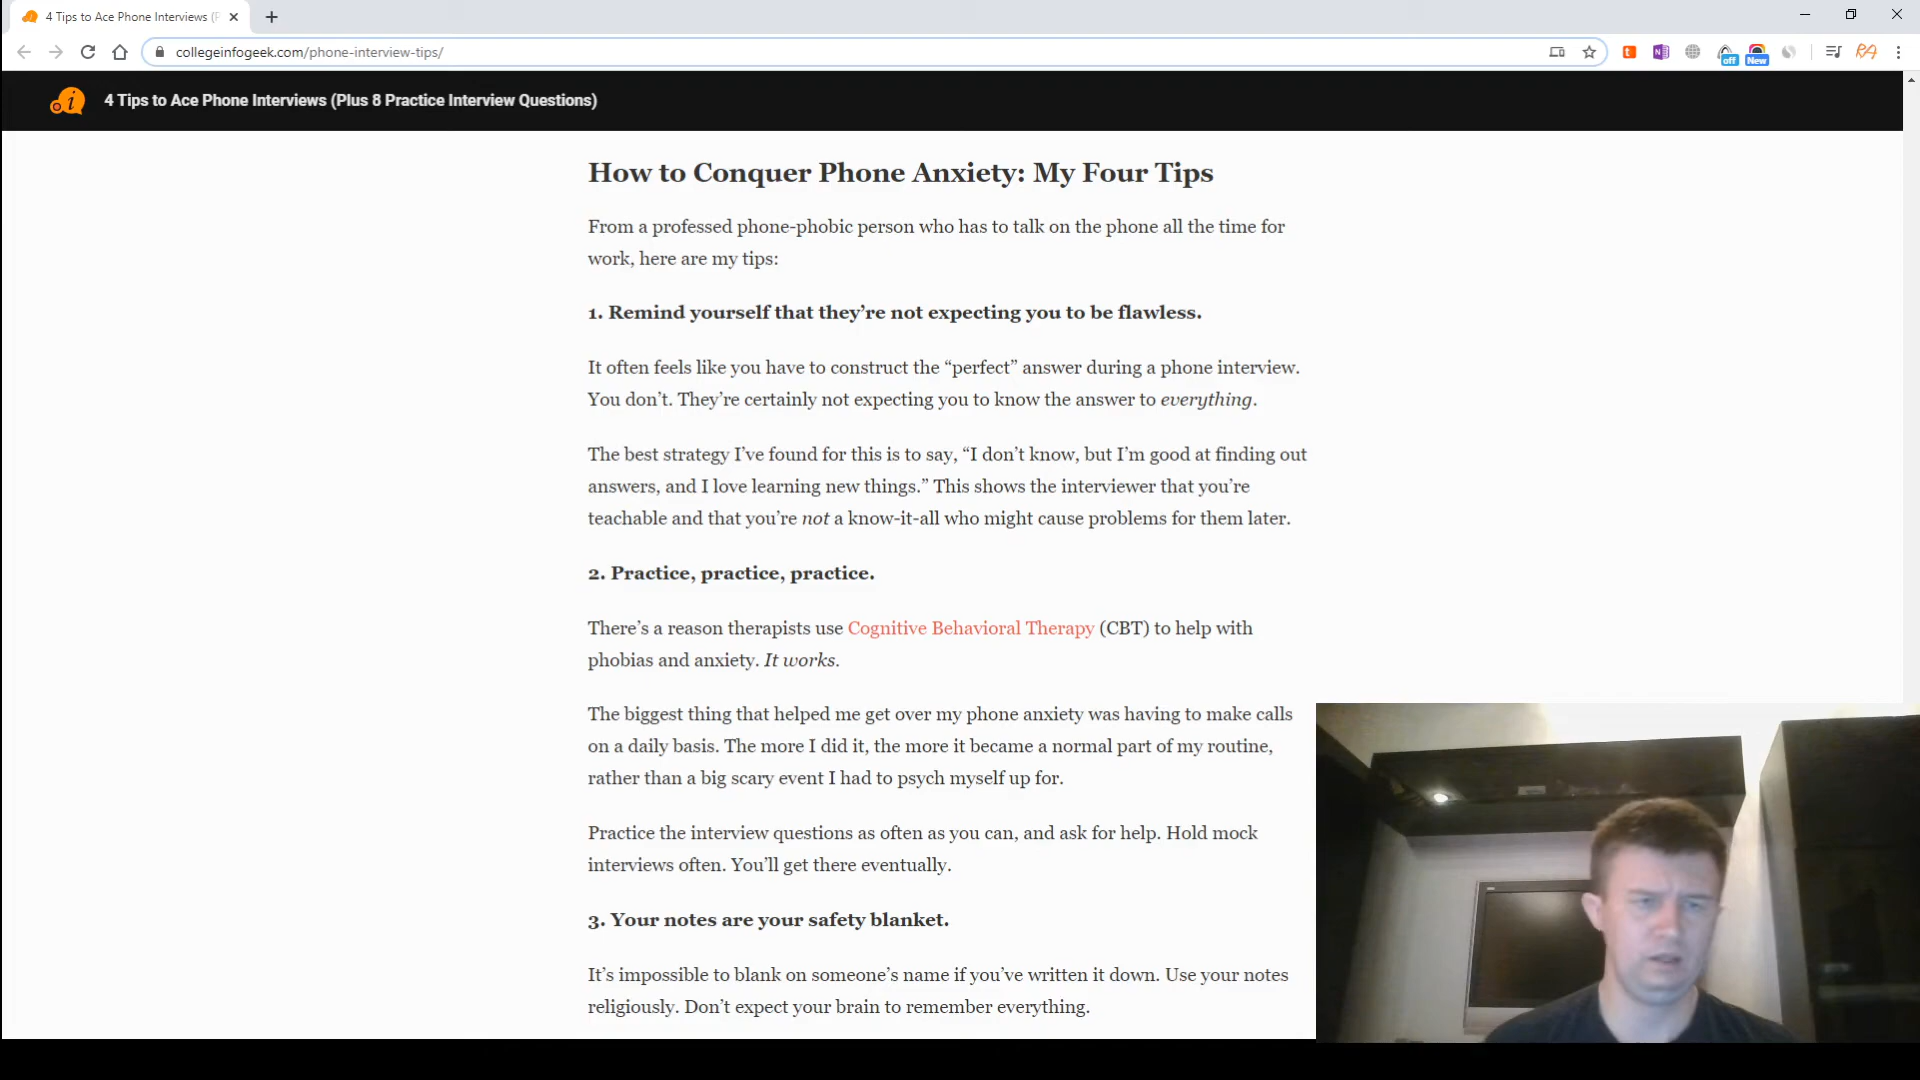 4 Tips to Ace Phone Interviews (P
collegeinfogeek.com/phone-interview-tips/
off
New
4 Tips to Ace Phone Interviews (Plus 8 Practice Interview Questions)
How to Conquer Phone Anxiety: My Four Tips
From a professed phone-phobic person who has to talk on the phone all the time for
work, here are my tips:
1. Remind yourself that they’re not expecting you to be flawless.
It often feels like you have to construct the “perfect” answer during a phone interview.
You don’t. They’re certainly not expecting you to know the answer to everything.
The best strategy I’ve found for this is to say, “I don’t know, but I’m good at finding out
answers, and I love learning new things.” This shows the interviewer that you’re
teachable and that you’re not a know-it-all who might cause problems for them later.
2. Practice, practice, practice.
There’s a reason therapists use Cognitive Behavioral Therapy (CBT) to help with
phobias and anxiety. It works.
The biggest thing that helped me get over my phone anxiety was having to make calls
on a daily basis. The more I did it, the more it became a normal part of my routine,
rather than a big scary event I had to psych myself up for.
Practice the interview questions as often as you can, and ask for help. Hold mock
interviews often. You’ll get there eventually.
3. Your notes are your safety blanket.
It’s impossible to blank on someone’s name if you’ve written it down. Use your notes
religiously. Don’t expect your brain to remember everything.